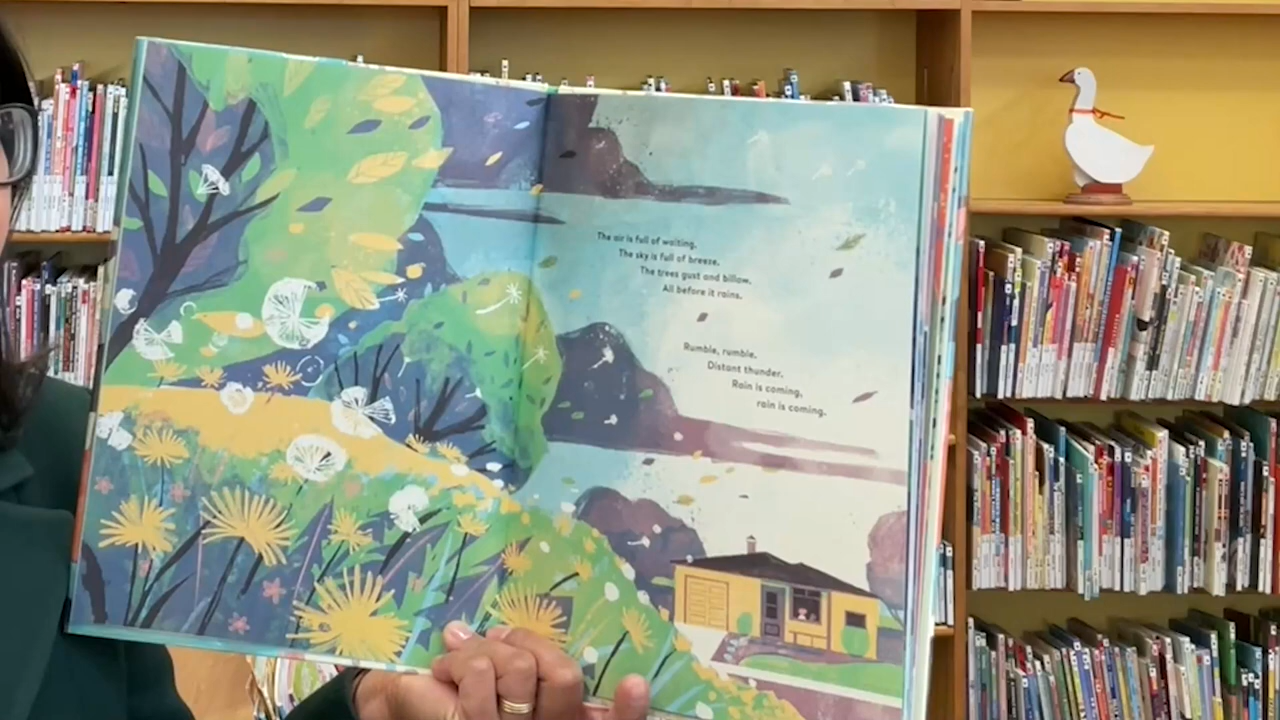 The air is full of waiting.
The sky is full of breeze.
The trees gust and billow.
All before it rains.
Rumble, rumble.
Distant thunder.
Rain is coming,
rain is coming.